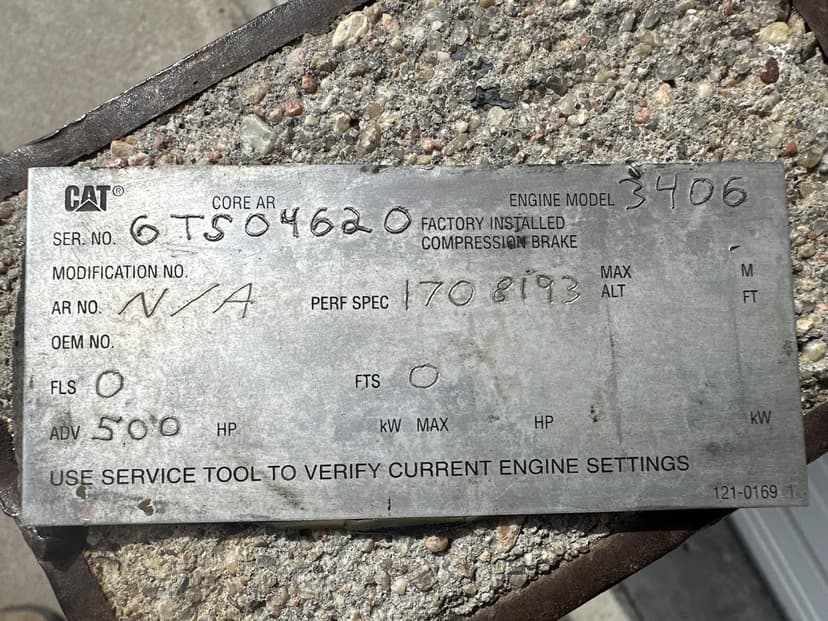 CAT® CORE AR ENGINE MODEL 3406
SER. NO. 6TS04620 FACTORY INSTALLED
COMPRESSION BRAKE
MODIFICATION NO. MAX M
AR NO. N/A PERF SPEC 1708193 ALT FT
OEM NO.
FLS 0 FTS 0
ADV 500 HP kW MAX HP kW
USE SERVICE TOOL TO VERIFY CURRENT ENGINE SETTINGS
121-0169 1